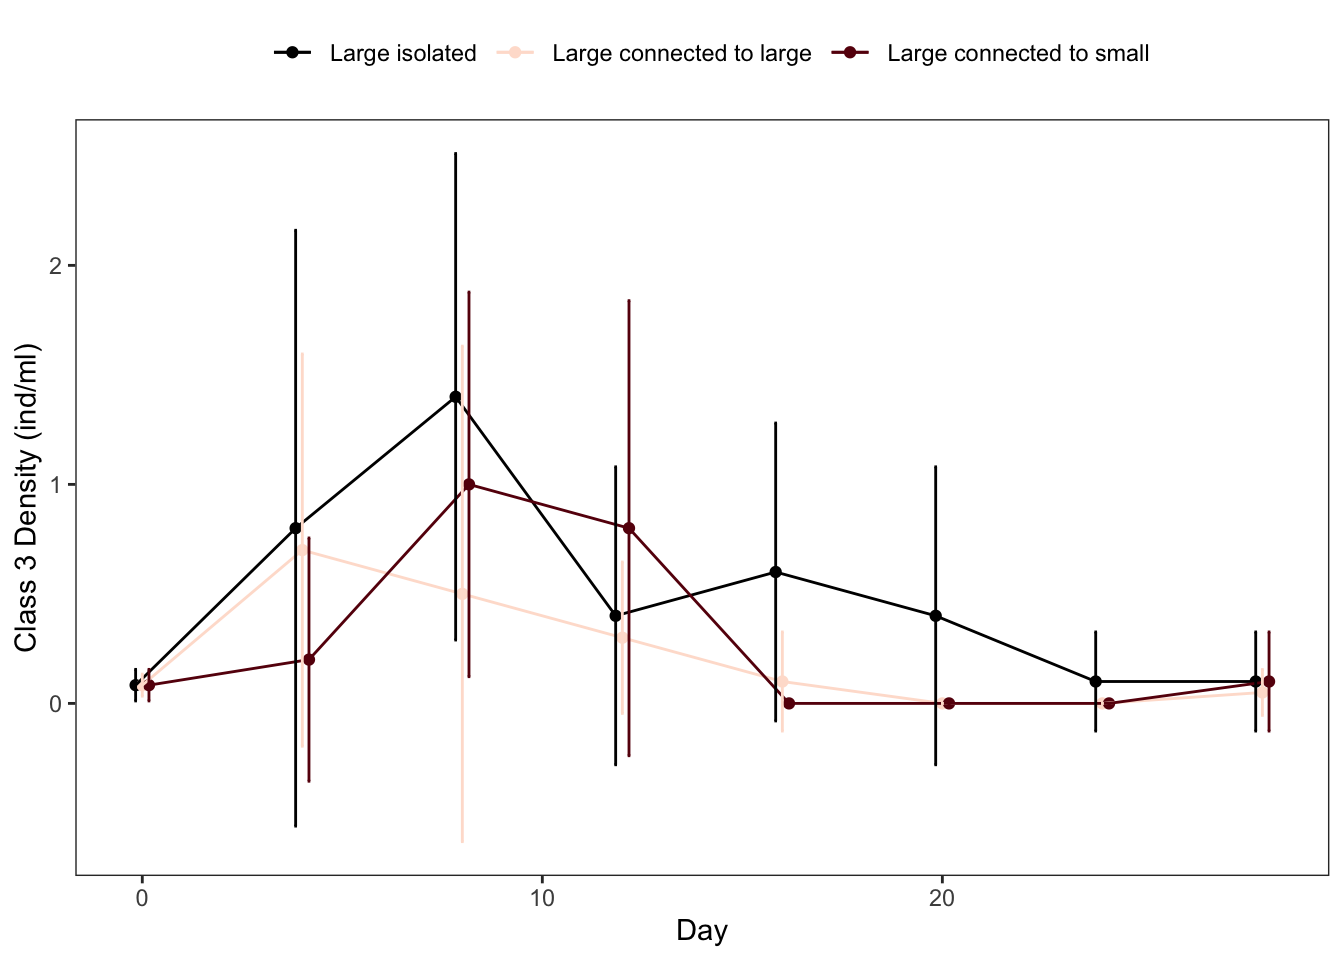 Large isolated Large connected to large Large connected to small
Class 3 Density (ind/ml)
2
1
0
0 10 20
Day